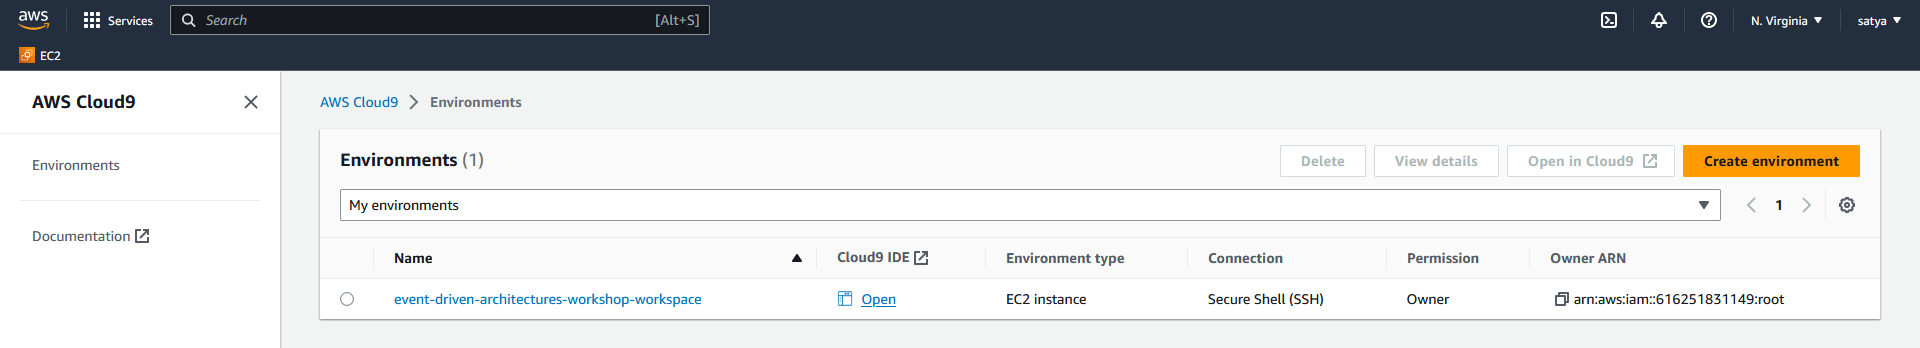 aws
Services
Search [Alt+S]
N. Virginia
satya
EC2
AWS Cloud9
Environments
Documentation
AWS Cloud9 Environments
Environments (1)
Delete View details Open in Cloud9 Create environment
My environments
1
Name Cloud9 IDE Environment type Connection Permission Owner ARN
event-driven-architectures-workshop-workspace Open EC2 instance Secure Shell (SSH) Owner arn:aws:iam::616251831149:root